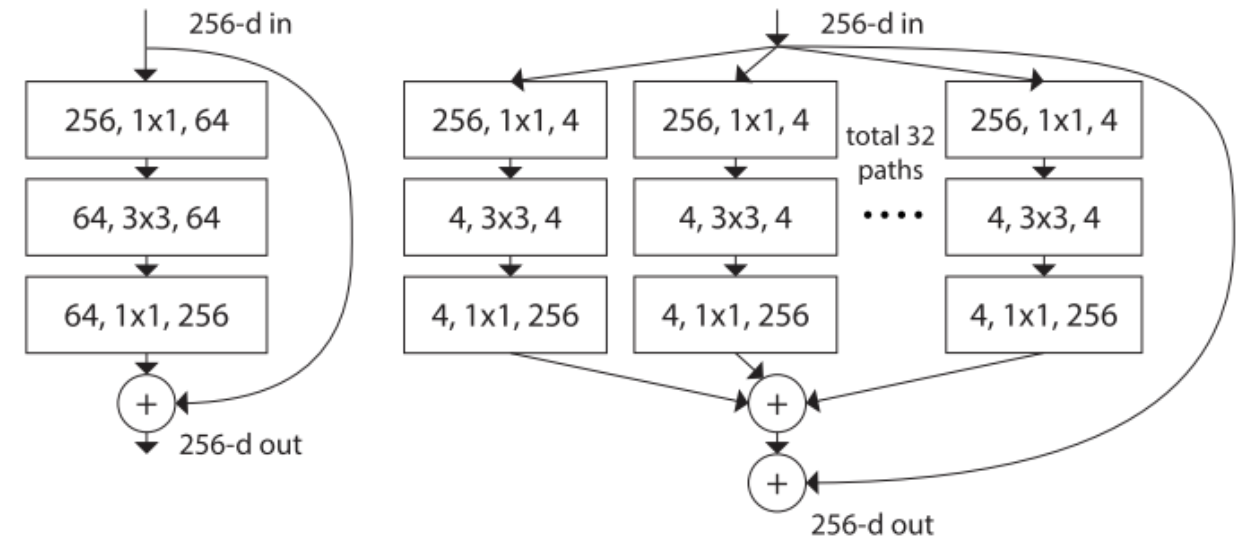 256-d in
256, 1x1, 64
64, 3x3, 64
64, 1x1, 256
+
256-d out
256-d in
256, 1x1, 4
256, 1x1, 4
total 32
paths
256, 1x1, 4
4, 3x3, 4
4, 3x3, 4
....
4, 3x3, 4
4, 1x1, 256
4, 1x1, 256
4, 1x1, 256
+
+
256-d out